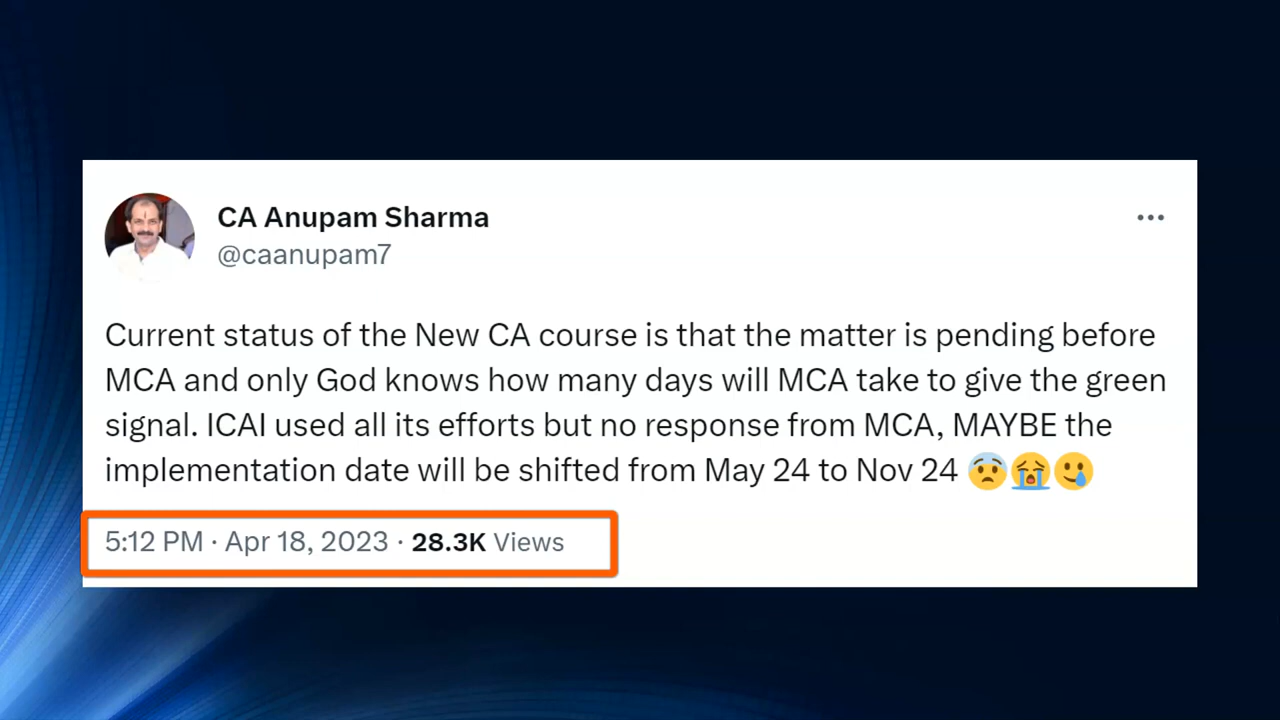 CA Anupam Sharma
@caanupam7
Current status of the New CA course is that the matter is pending before
MCA and only God knows how many days will MCA take to give the green
signal. ICAI used all its efforts but no response from MCA, MAYBE the
implementation date will be shifted from May 24 to Nov 24 😨😭🥲
5:12 PM · Apr 18, 2023 · 28.3K Views